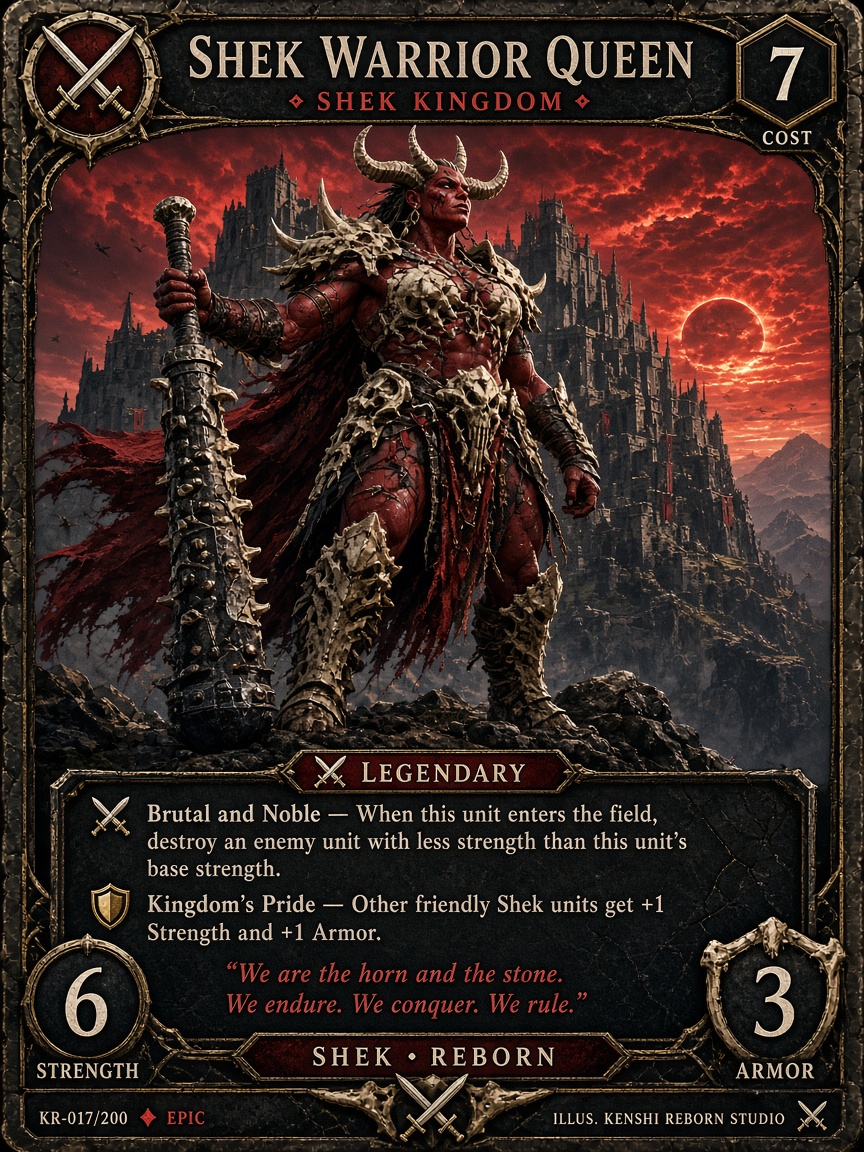 SHEK WARRIOR QUEEN
SHEK KINGDOM
7
COST
LEGENDARY
Brutal and Noble — When this unit enters the field,
destroy an enemy unit with less strength than this unit's
base strength.
Kingdom's Pride — Other friendly Shek units get +1
Strength and +1 Armor.
"We are the horn and the stone.
We endure. We conquer. We rule."
6
STRENGTH
3
ARMOR
SHEK • REBORN
KR-017/200 ♦ EPIC
ILLUS. KENSHI REBORN STUDIO